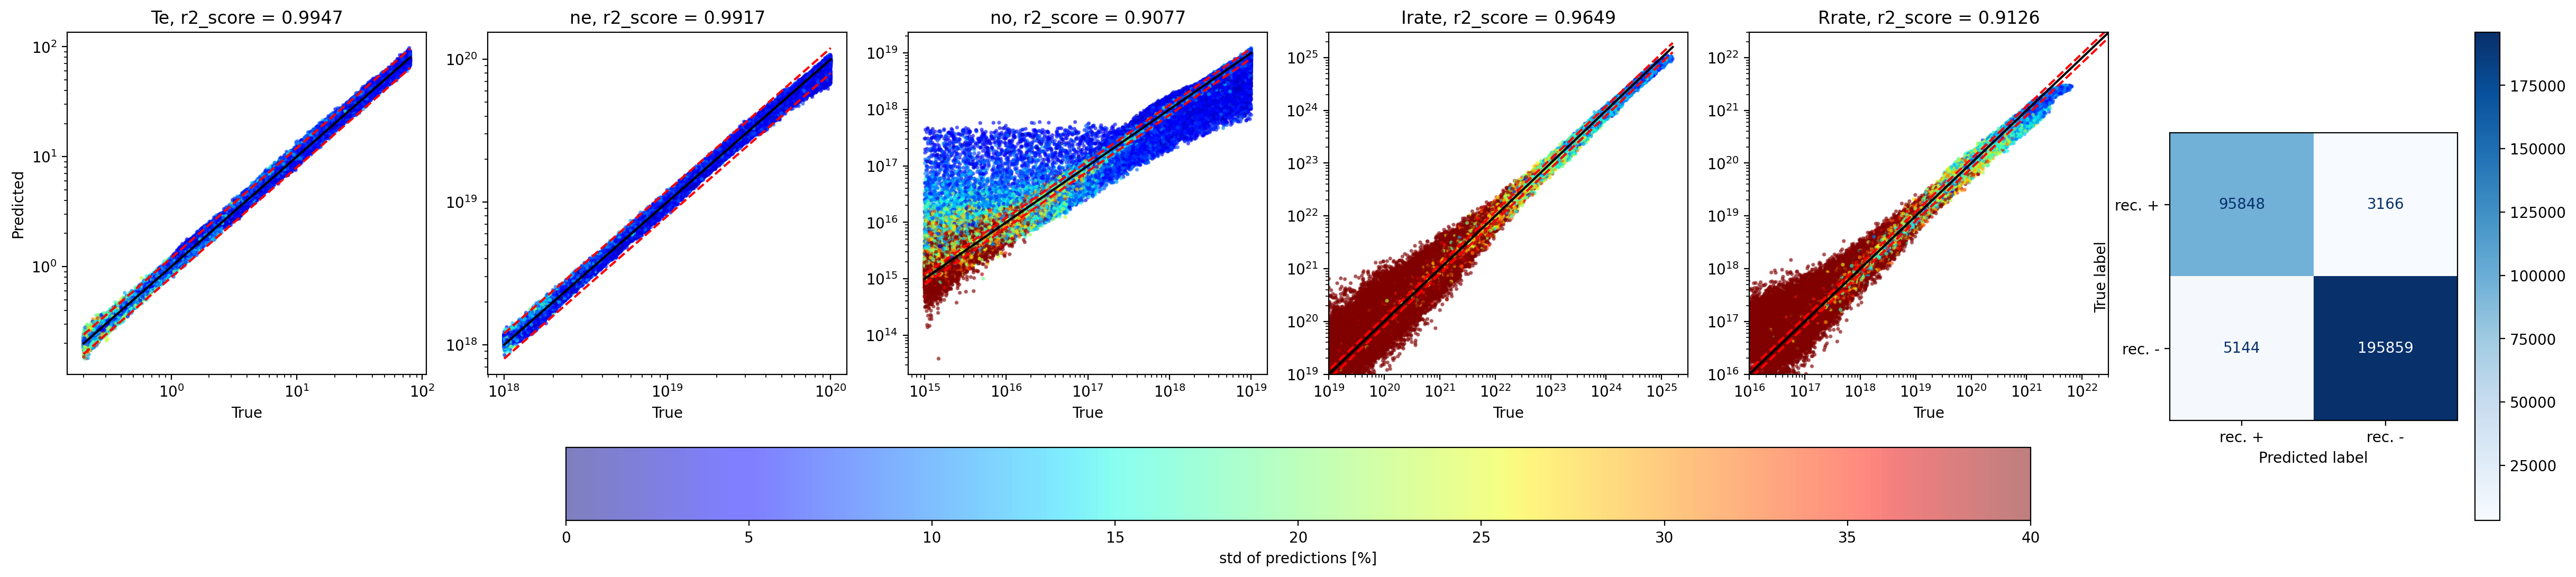 Te, r2_score = 0.9947
ne, r2_score = 0.9917
no, r2_score = 0.9077
Irate, r2_score = 0.9649
Rrate, r2_score = 0.9126
Predicted
10² 10¹ 10⁰
10⁰ 10¹ 10²
True
10²⁰ 10¹⁹ 10¹⁸
10¹⁸ 10¹⁹ 10²⁰
True
10¹⁹ 10¹⁸ 10¹⁷ 10¹⁶ 10¹⁵ 10¹⁴
10¹⁵ 10¹⁶ 10¹⁷ 10¹⁸ 10¹⁹
True
10²⁵ 10²⁴ 10²³ 10²² 10²¹ 10²⁰ 10¹⁹
10¹⁹ 10²⁰ 10²¹ 10²² 10²³ 10²⁴ 10²⁵
True
10²² 10²¹ 10²⁰ 10¹⁹ 10¹⁸ 10¹⁷ 10¹⁶
10¹⁶ 10¹⁷ 10¹⁸ 10¹⁹ 10²⁰ 10²¹ 10²²
True
True label
rec. + 95848 3166
rec. - 5144 195859
rec. + rec. -
Predicted label
175000
150000
125000
100000
75000
50000
25000
0 5 10 15 20 25 30 35 40
std of predictions [%]